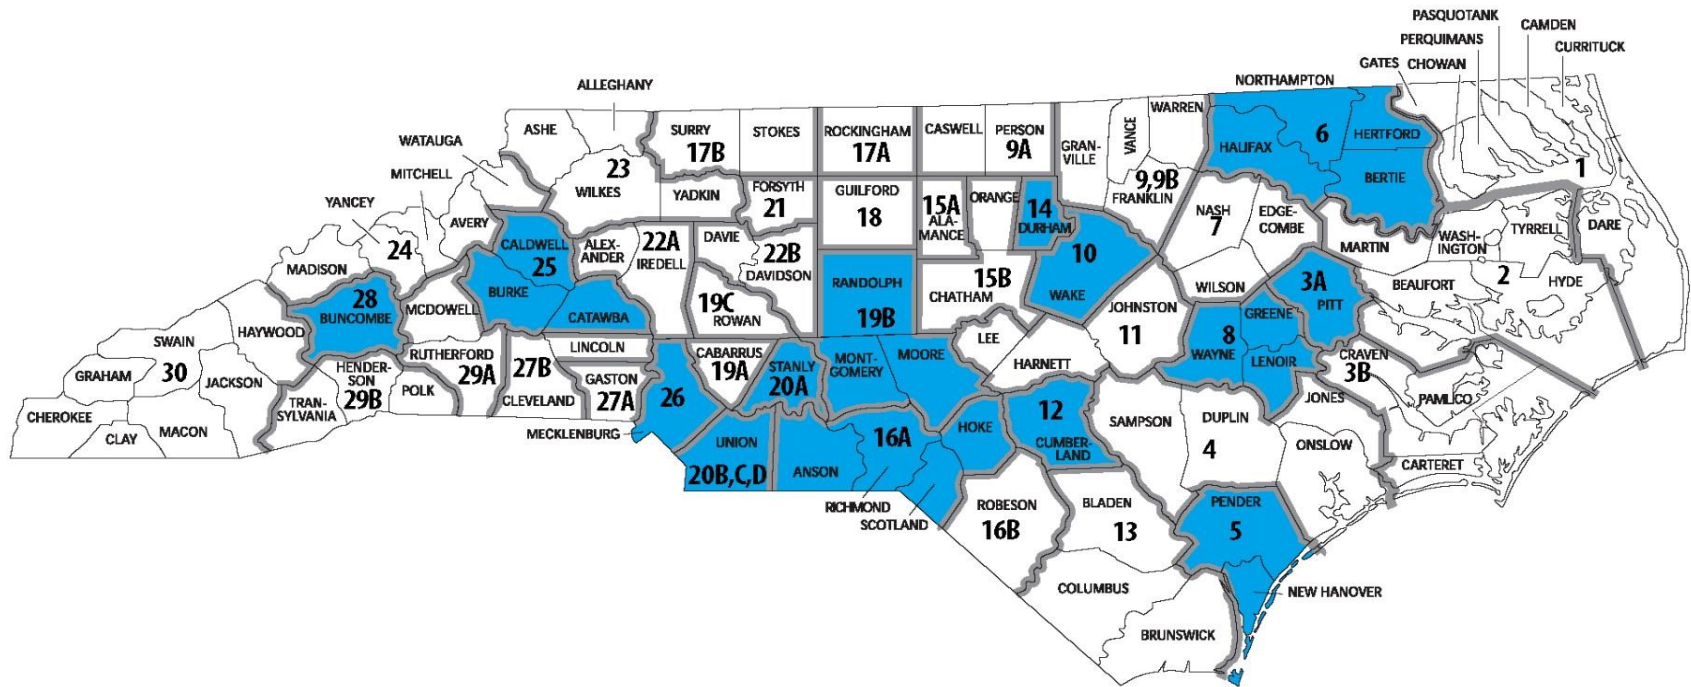 PASQUOTANK
CAMDEN
PERQUIMANS
CURRITUCK
GATES CHOWAN
NORTHAMPTON
ALLEGHANY
WARREN
ASHE
SURRY
17B
STOKES
ROCKINGHAM
17A
CASWELL
PERSON
9A
GRAN-
VILLE
VANCE
HALIFAX
6
HERTFORD
WATAUGA
MITCHELL
23
WILKES
YADKIN
FORSYTH
21
GUILFORD
18
15A
ALA-
MANCE
ORANGE
14
DURHAM
9,9B
FRANKLIN
BERTIE
1
YANCEY
AVERY
NASH
7
EDGE-
COMBE
MARTIN
WASH-
INGTON
TYRRELL
DARE
24
CALDWELL
25
ALEX-
ANDER
22A
IREDELL
DAVIE
22B
DAVIDSON
10
WAKE
MADISON
BURKE
CATAWBA
RANDOLPH
19B
15B
CHATHAM
WILSON
3A
PITT
BEAUFORT
2
HYDE
28
BUNCOMBE
MCDOWELL
19C
ROWAN
JOHNSTON
11
GREENE
8
WAYNE
LENOIR
HAYWOOD
SWAIN
30
GRAHAM
JACKSON
RUTHERFORD
29A
27B
CLEVELAND
LINCOLN
CABARRUS
19A
STANLY
20A
MONT-
GOMERY
MOORE
LEE
HARNETT
CRAVEN
3B
HENDER-
SON
29B
POLK
GASTON
27A
26
JONES
PAMLICO
CHEROKEE
CLAY
MACON
TRAN-
SYLVANIA
MECKLENBURG
UNION
20B,C,D
ANSON
16A
HOKE
12
CUMBER-
LAND
SAMPSON
DUPLIN
4
ONSLOW
CARTERET
RICHMOND
SCOTLAND
ROBESON
16B
BLADEN
13
PENDER
5
COLUMBUS
NEW HANOVER
BRUNSWICK